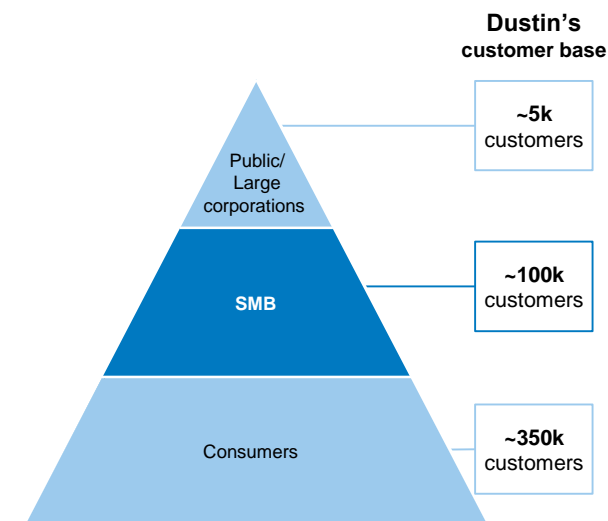 Dustin’s
customer base
~5k
customers
Public/
Large
corporations
~100k
customers
SMB
~350k
customers
Consumers